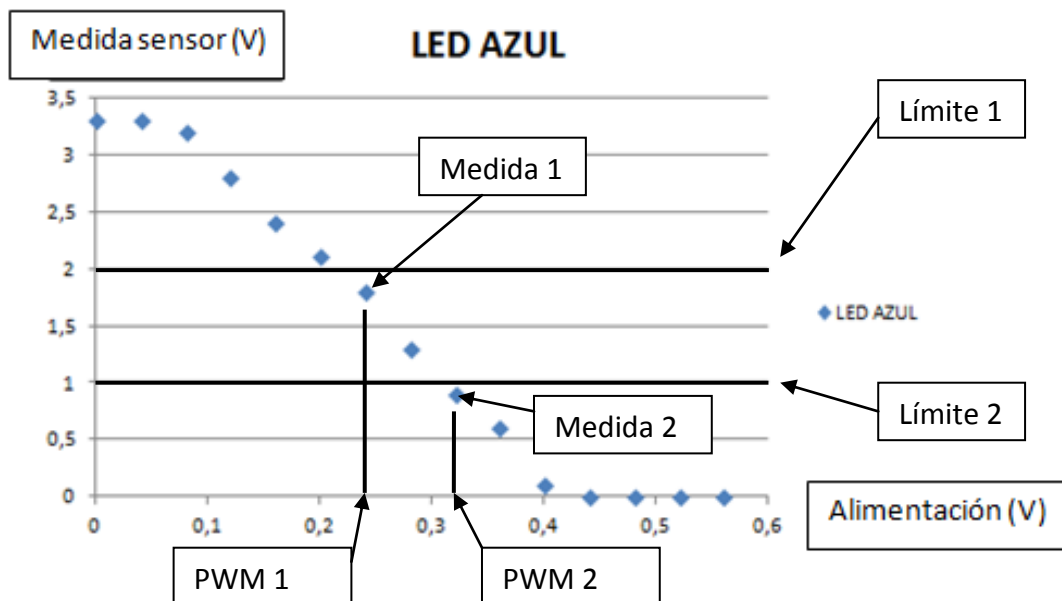 Medida sensor (V)
LED AZUL
3,5
3
2,5
2
1,5
1
0,5
0
0
0,1
0,2
0,3
0,4
0,5
0,6
Medida 1
Límite 1
LED AZUL
Límite 2
Medida 2
Alimentación (V)
PWM 1
PWM 2